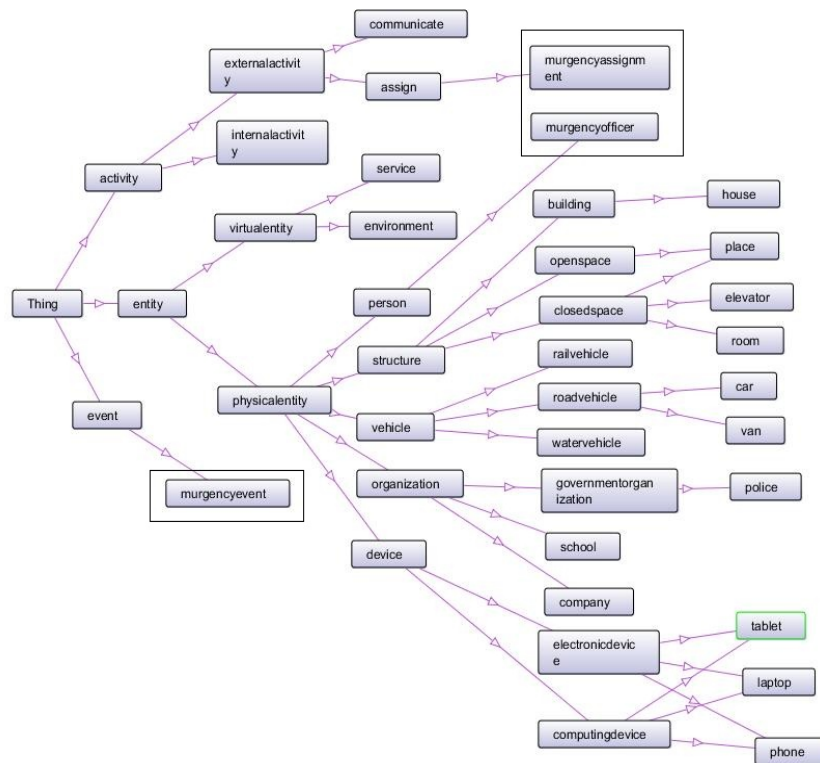 communicate
externalactivit
y
assign
murgencyassignm
ent
murgencyofficer
internalactivit
y
activity
service
virtualentity
environment
building
house
openspace
place
Thing
entity
person
closedspace
elevator
structure
room
railvehicle
physicalentity
roadvehicle
car
event
vehicle
van
watervehicle
organization
governmentorgan
ization
police
murgencyevent
school
device
company
electronicdevic
e
tablet
laptop
computingdevice
phone